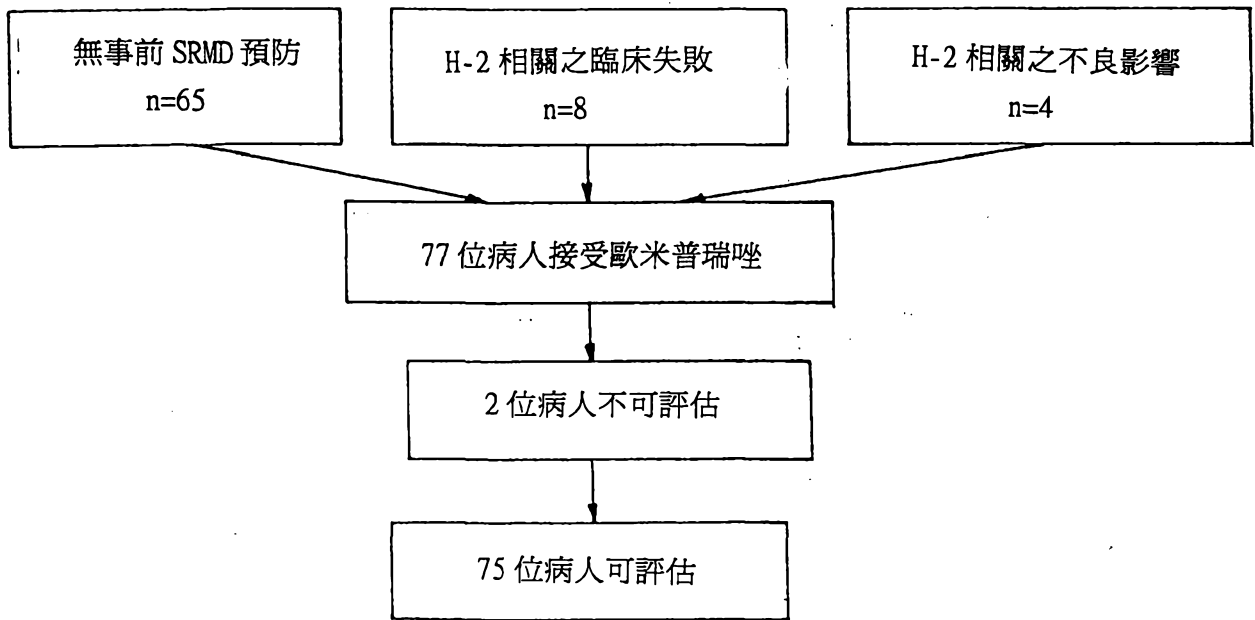 無事前 SRMD 預防
n=65
H-2 相關之臨床失敗
n=8
H-2 相關之不良影響
n=4
77 位病人接受歐米普瑞唑
2 位病人不可評估
75 位病人可評估